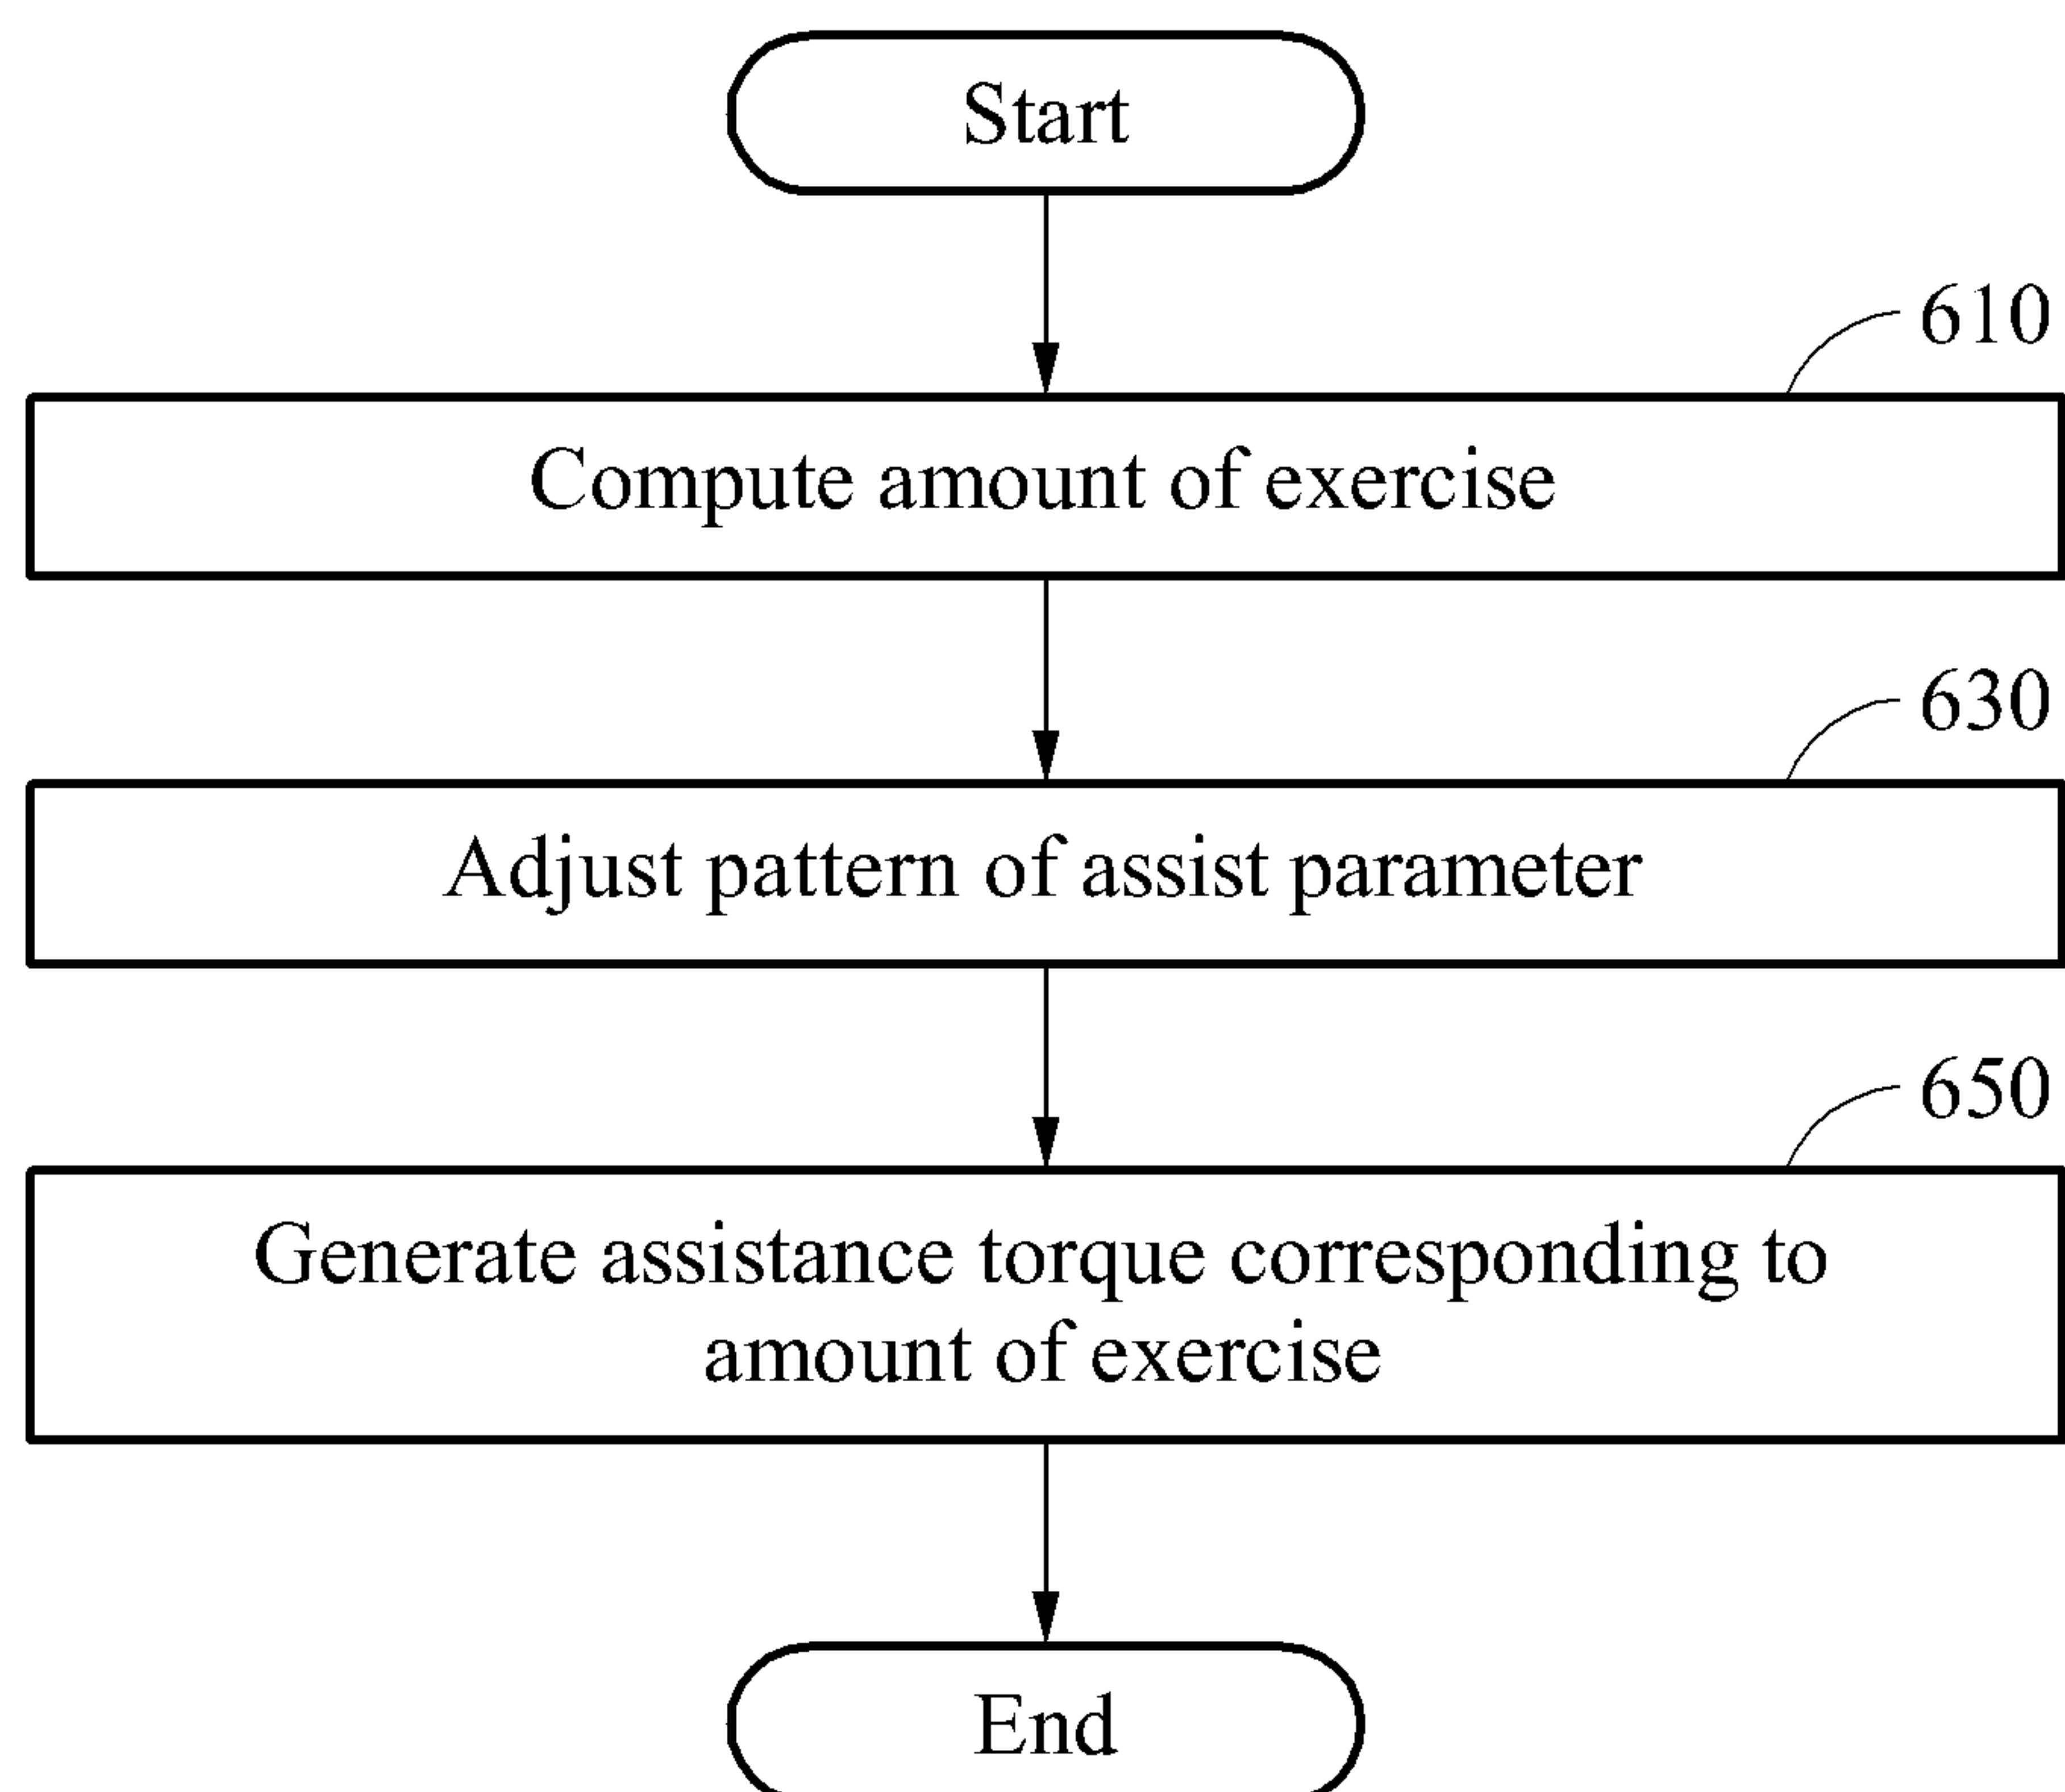 Start
610
Compute amount of exercise
630
Adjust pattern of assist parameter
650
Generate assistance torque corresponding to
amount of exercise
End